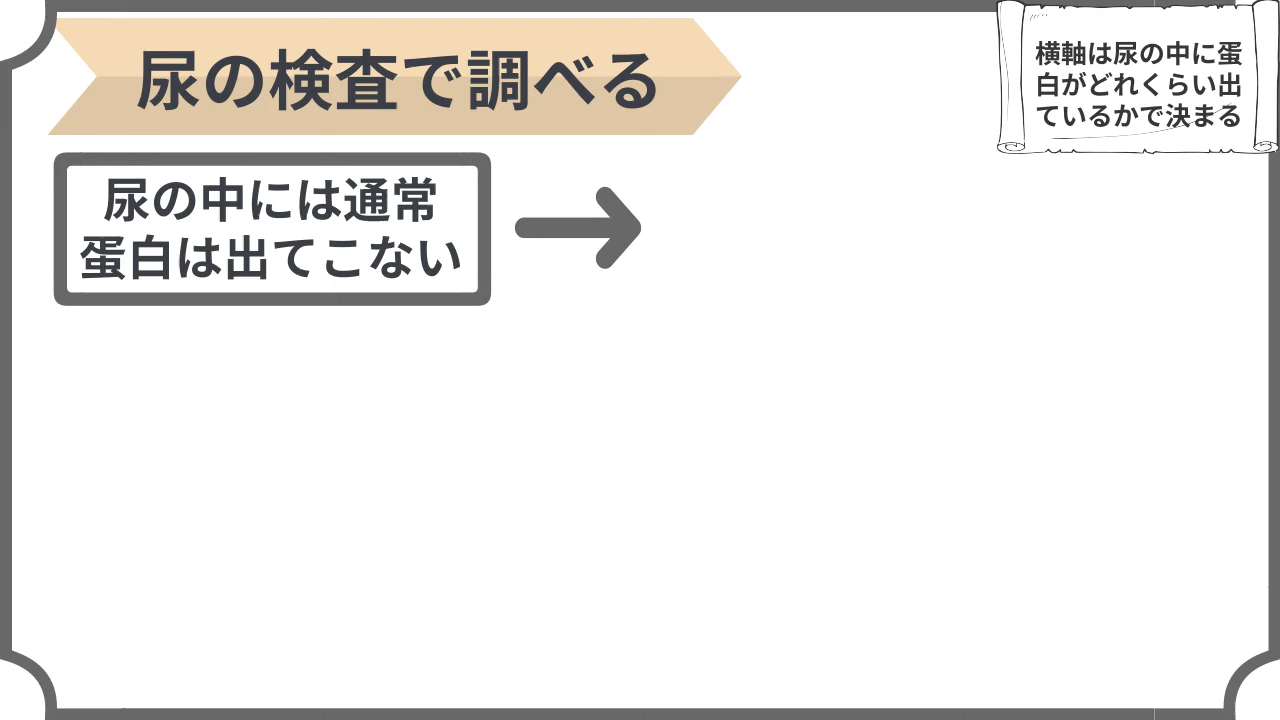 尿の検査で調べる
横軸は尿の中に蛋
白がどれくらい出
ているかで決まる
尿の中には通常
蛋白は出てこない